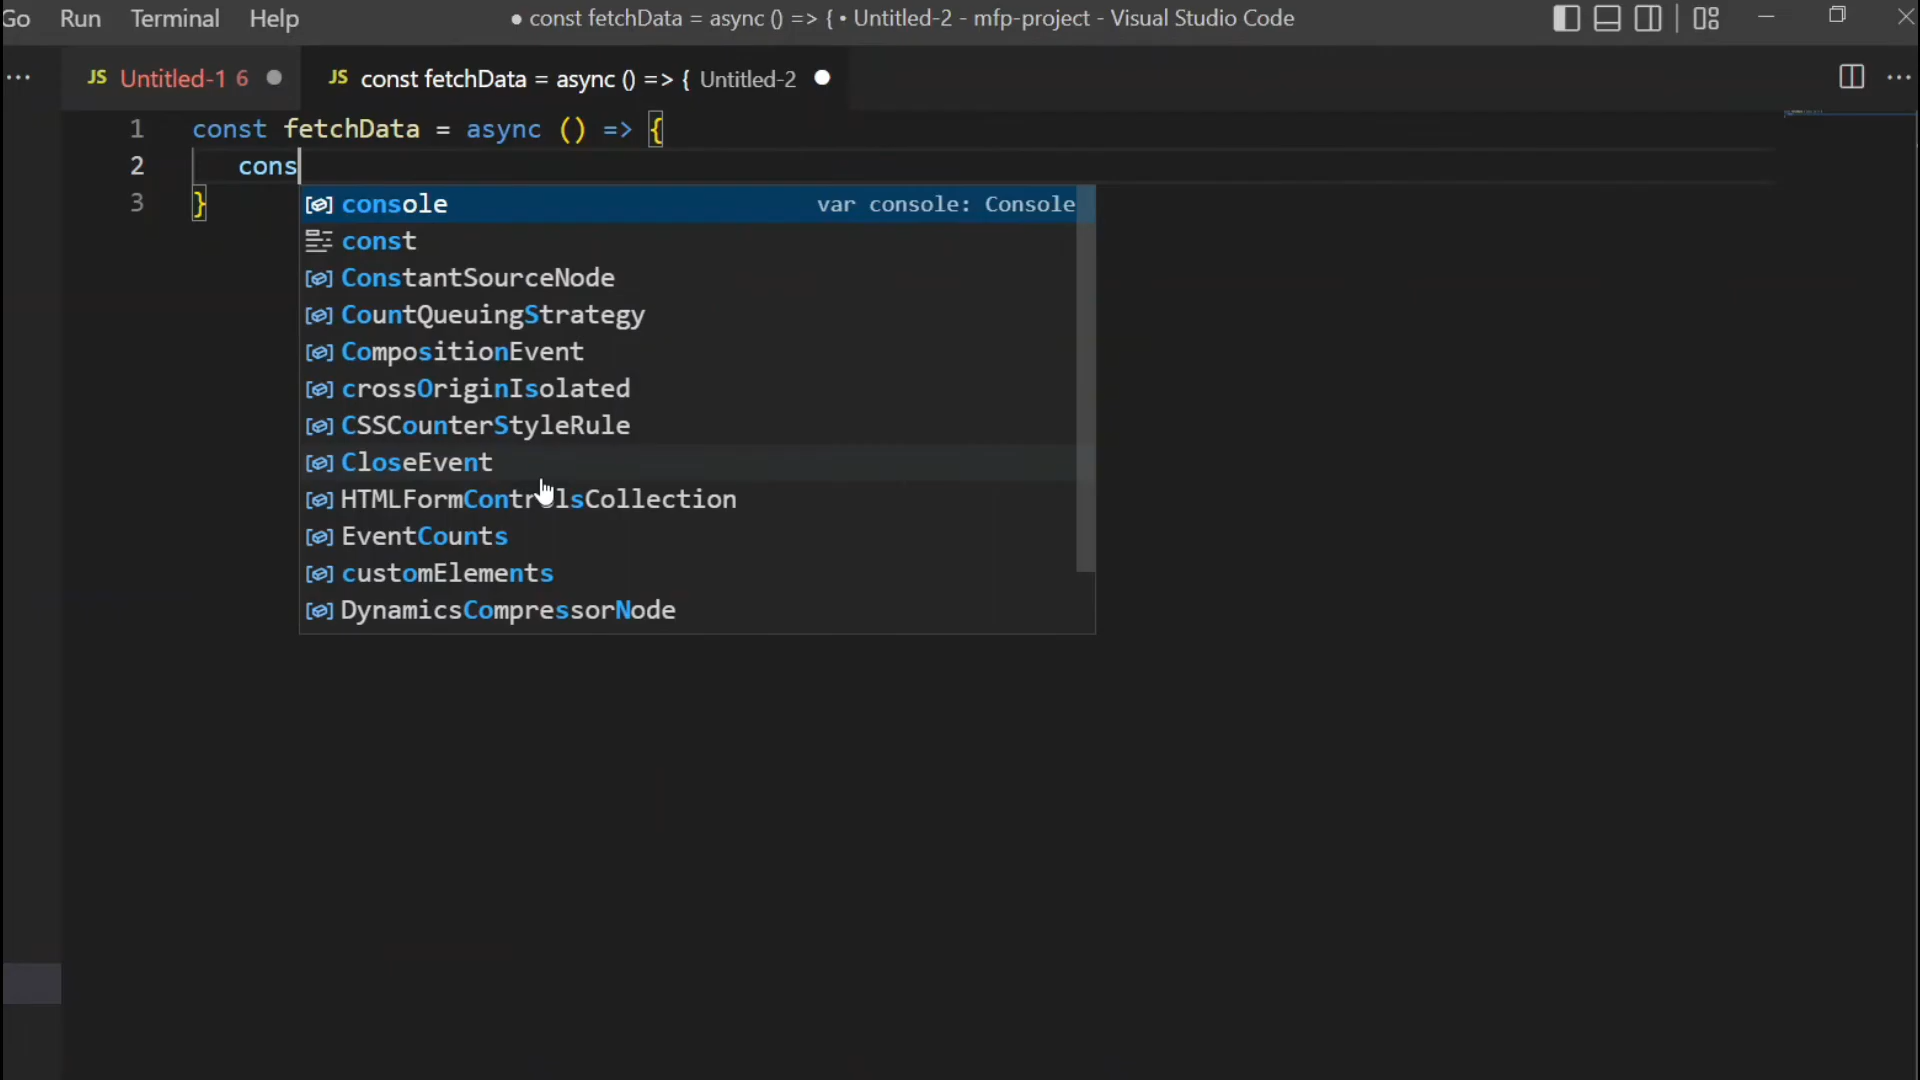 Go Run Terminal Help ● const fetchData = async () => { • Untitled-2 - mfp-project - Visual Studio Code
JS Untitled-1 6 JS const fetchData = async () => { Untitled-2
1 const fetchData = async () => {
2 cons
3 }
console var console: Console
const
ConstantSourceNode
CountQueuingStrategy
CompositionEvent
crossOriginIsolated
CSSCounterStyleRule
CloseEvent
HTMLFormControlsCollection
EventCounts
customElements
DynamicsCompressorNode